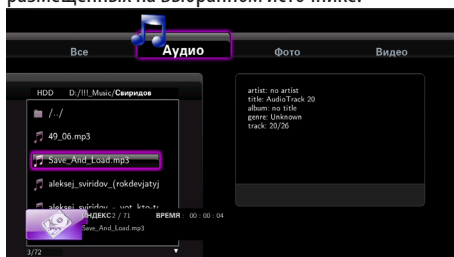 размещенных на выбранном источнике.
Все Аудио Фото Видео
HDD D:/!!!_Music/Свиридов
/../
49_06.mp3
Save_And_Load.mp3
aleksej_sviridov_(rokdevjatyj
aleksej_sviridov_-_vot_kto-t
ИНДЕКС 2 / 71 ВРЕМЯ : 00 : 00 : 04
Save_And_Load.mp3
3/72
artist: no artist
title: AudioTrack 20
album: no title
genre: Unknown
track: 20/26